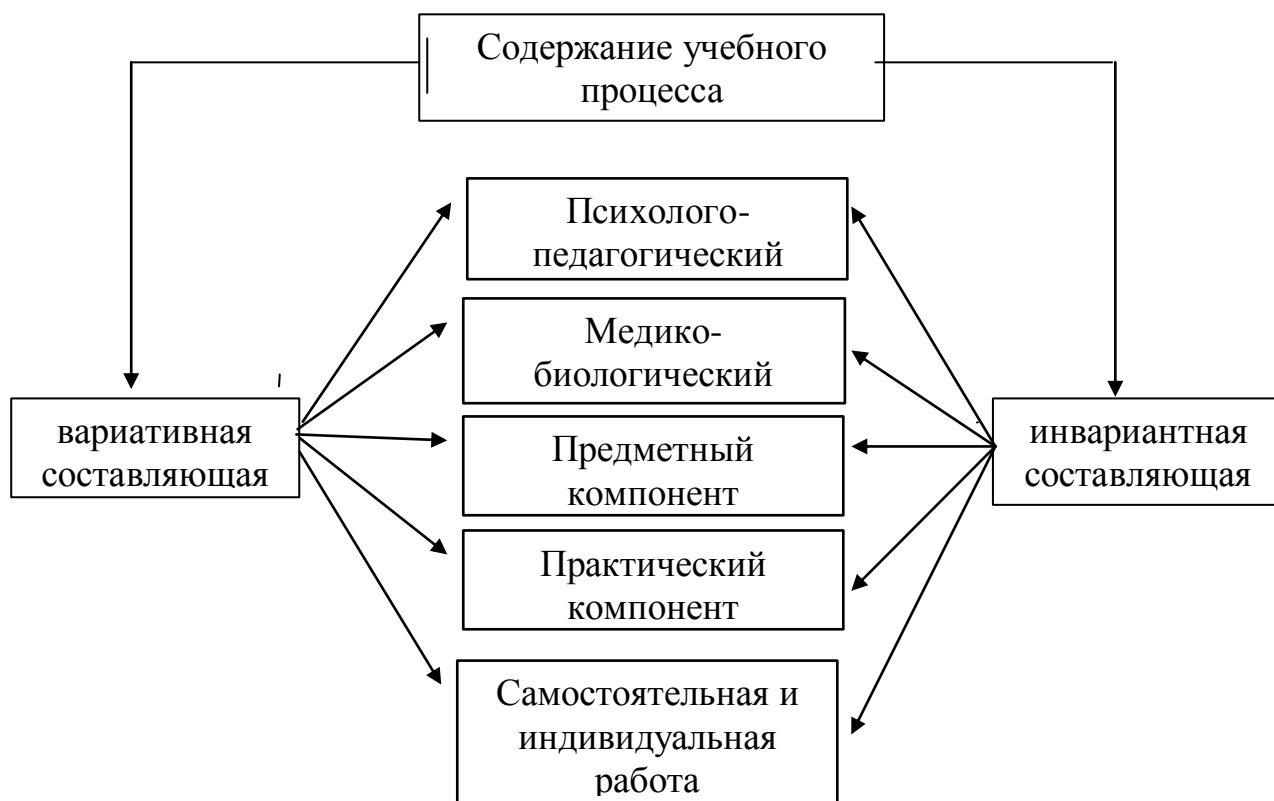 Содержание учебного
процесса
Психолого-
педагогический
Медико-
биологический
вариативная
составляющая
Предметный
компонент
инвариантная
составляющая
Практический
компонент
Самостоятельная и
индивидуальная
работа